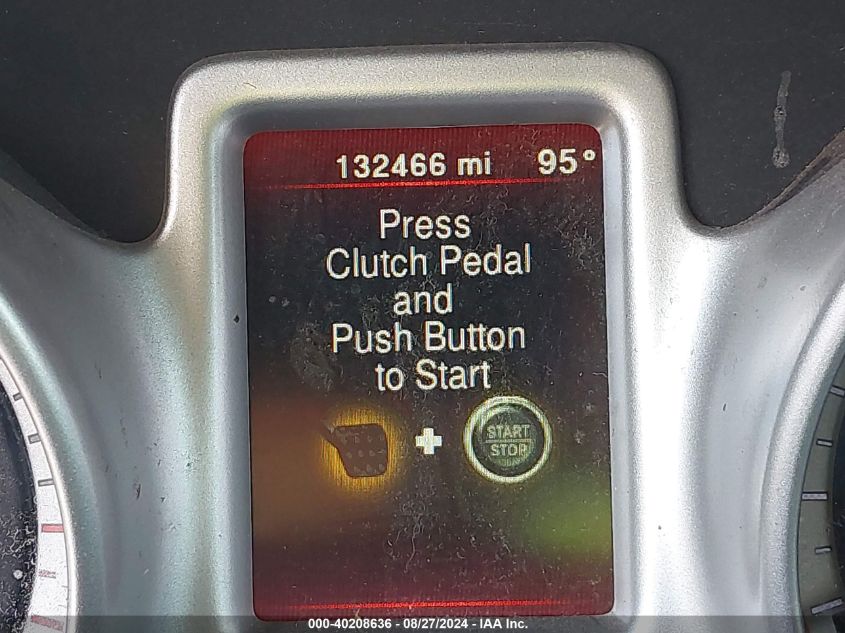 132466 mi 95°
Press
Clutch Pedal
and
Push Button
to Start
START
STOP
000-40208636 - 08/27/2024 - IAA Inc.